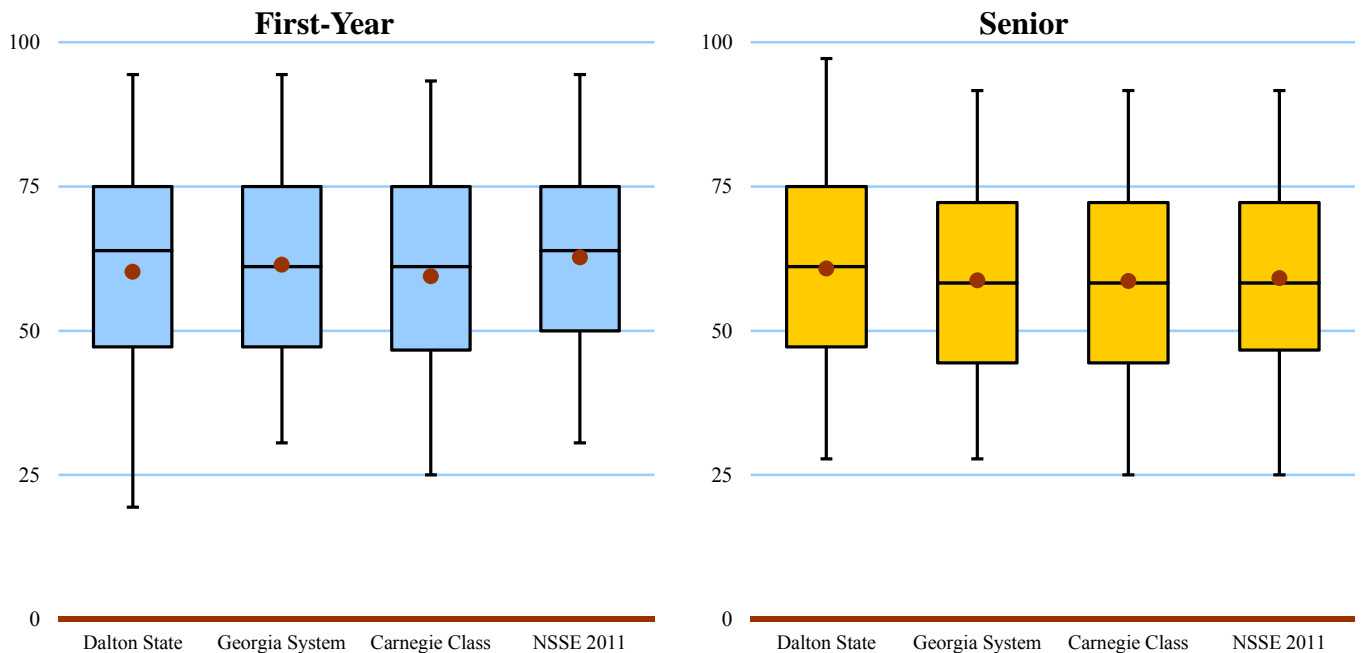 First-Year
100
75
50
25
0
Dalton State Georgia System Carnegie Class NSSE 2011
Senior
100
75
50
25
0
Dalton State Georgia System Carnegie Class NSSE 2011